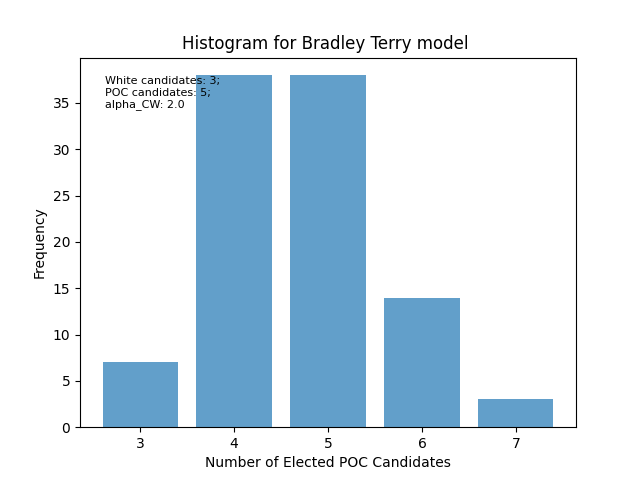 Histogram for Bradley Terry model
White candidates: 3;
POC candidates: 5;
alpha_CW: 2.0
Frequency
35
30
25
20
15
10
5
0
3 4 5 6 7
Number of Elected POC Candidates